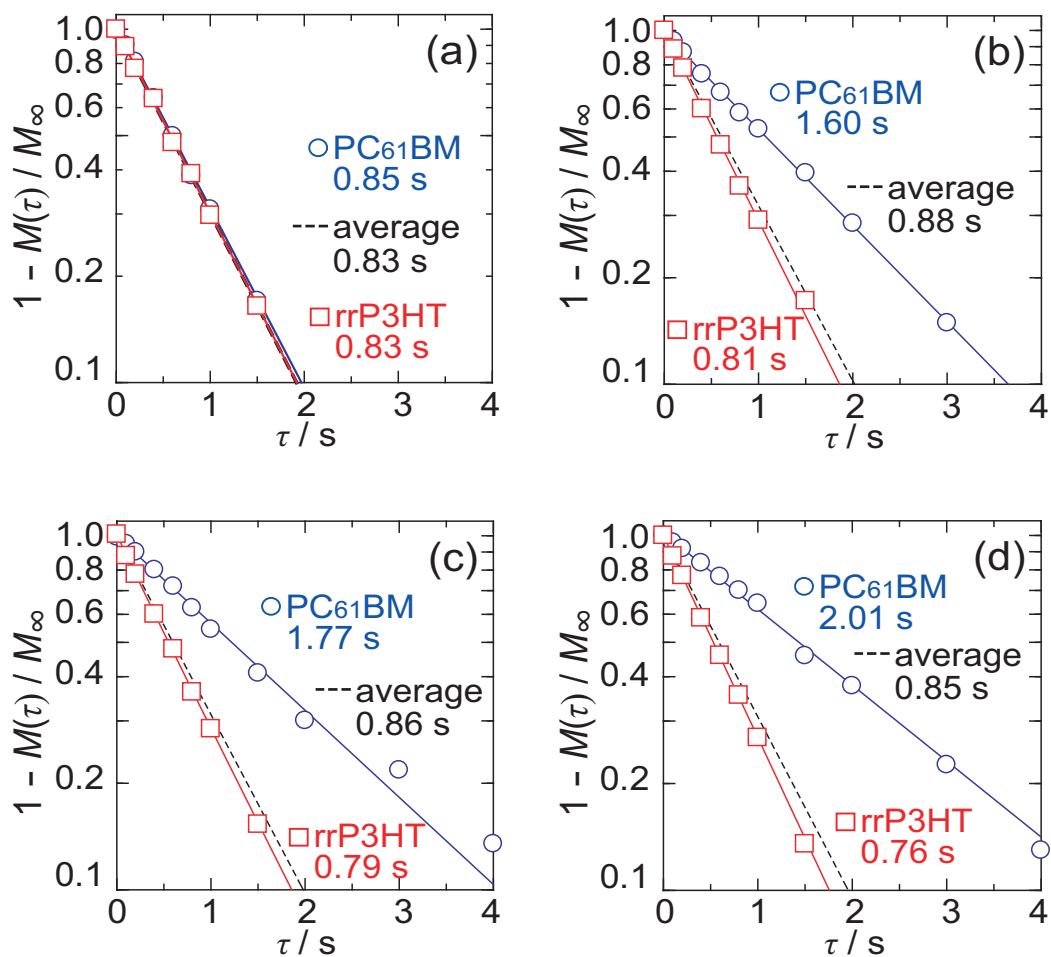 (a)
1.0
0.8
0.6
0.4
0.2
0.1
1 - M(τ) / M∞
PC61BM
0.85 s
average
0.83 s
rrP3HT
0.83 s
0 1 2 3 4
τ / s
(b)
1.0
0.8
0.6
0.4
0.2
0.1
1 - M(τ) / M∞
PC61BM
1.60 s
average
0.88 s
rrP3HT
0.81 s
0 1 2 3 4
τ / s
(c)
1.0
0.8
0.6
0.4
0.2
0.1
1 - M(τ) / M∞
PC61BM
1.77 s
average
0.86 s
rrP3HT
0.79 s
0 1 2 3 4
τ / s
(d)
1.0
0.8
0.6
0.4
0.2
0.1
1 - M(τ) / M∞
PC61BM
2.01 s
average
0.85 s
rrP3HT
0.76 s
0 1 2 3 4
τ / s